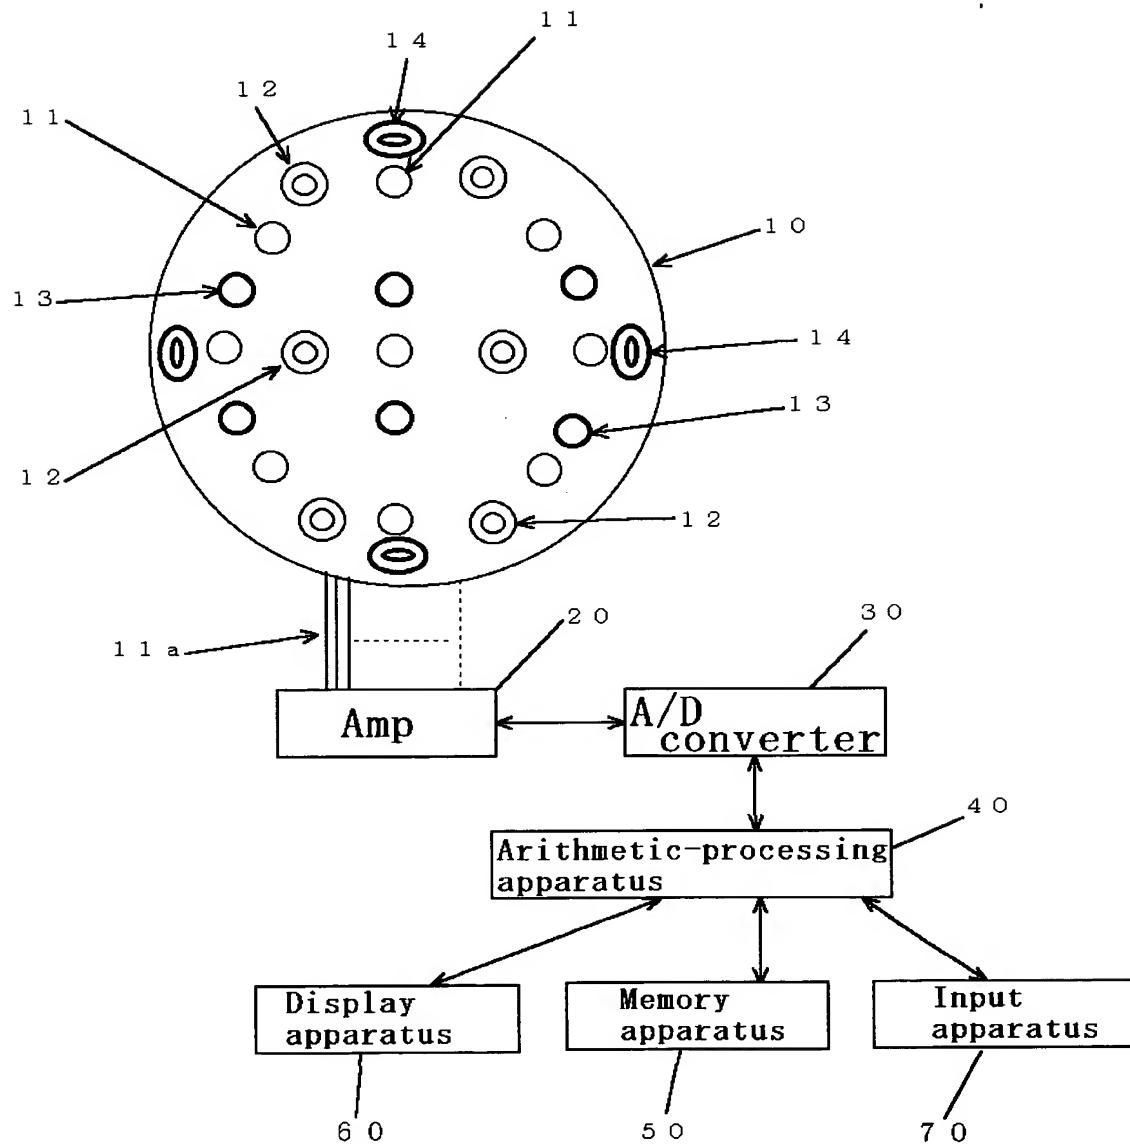 11
14
12
11
10
13
14
13
12
12
11a
20
30
Amp
A/D
converter
40
Arithmetic-processing
apparatus
Display
apparatus
Memory
apparatus
Input
apparatus
60
50
70